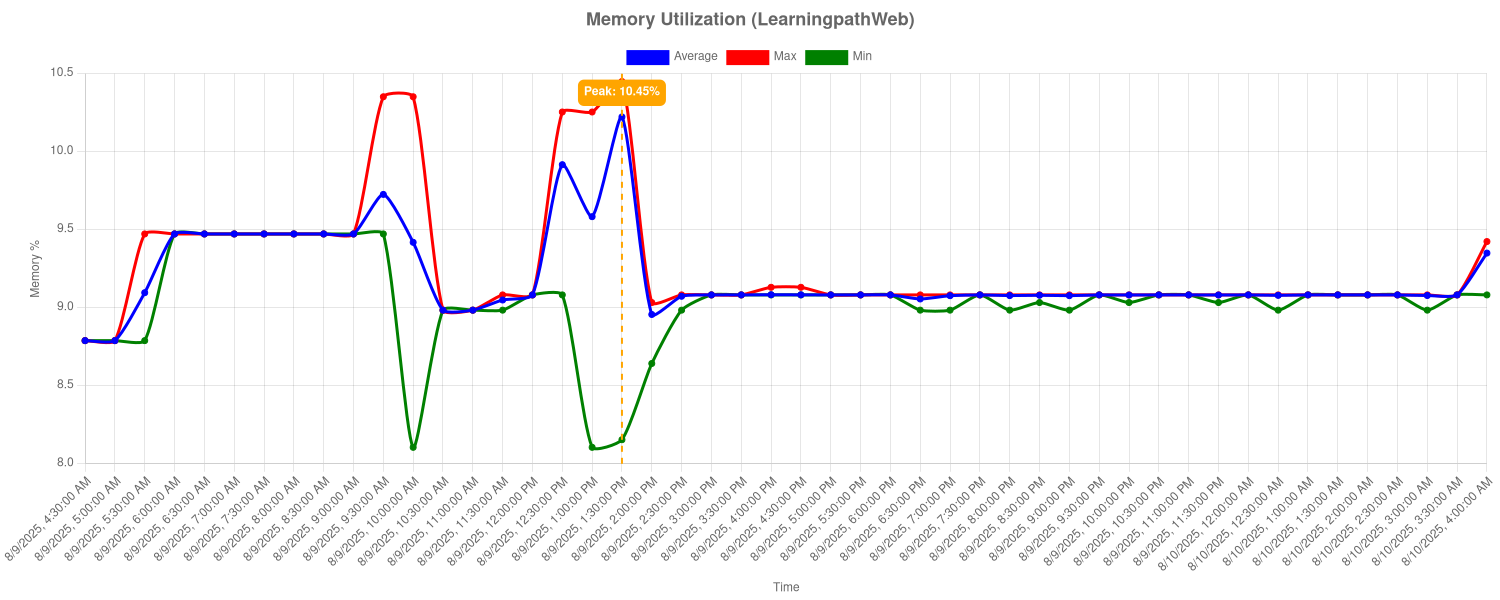 Memory Utilization (LearningpathWeb)
Average Max Min
Peak: 10.45%
10.5
10.0
9.5
9.0
8.5
8.0
Memory %
8/9/2025, 4:30:00 AM
8/9/2025, 5:00:00 AM
8/9/2025, 5:30:00 AM
8/9/2025, 6:00:00 AM
8/9/2025, 6:30:00 AM
8/9/2025, 7:00:00 AM
8/9/2025, 7:30:00 AM
8/9/2025, 8:00:00 AM
8/9/2025, 8:30:00 AM
8/9/2025, 9:00:00 AM
8/9/2025, 9:30:00 AM
8/9/2025, 10:00:00 AM
8/9/2025, 10:30:00 AM
8/9/2025, 11:00:00 AM
8/9/2025, 11:30:00 AM
8/9/2025, 12:00:00 PM
8/9/2025, 12:30:00 PM
8/9/2025, 1:00:00 PM
8/9/2025, 1:30:00 PM
8/9/2025, 2:00:00 PM
8/9/2025, 2:30:00 PM
8/9/2025, 3:00:00 PM
8/9/2025, 3:30:00 PM
8/9/2025, 4:00:00 PM
8/9/2025, 4:30:00 PM
8/9/2025, 5:00:00 PM
8/9/2025, 5:30:00 PM
8/9/2025, 6:00:00 PM
8/9/2025, 6:30:00 PM
8/9/2025, 7:00:00 PM
8/9/2025, 7:30:00 PM
8/9/2025, 8:00:00 PM
8/9/2025, 8:30:00 PM
8/9/2025, 9:00:00 PM
8/9/2025, 9:30:00 PM
8/9/2025, 10:00:00 PM
8/9/2025, 10:30:00 PM
8/9/2025, 11:00:00 PM
8/9/2025, 11:30:00 PM
8/10/2025, 12:00:00 AM
8/10/2025, 12:30:00 AM
8/10/2025, 1:00:00 AM
8/10/2025, 1:30:00 AM
8/10/2025, 2:00:00 AM
8/10/2025, 2:30:00 AM
8/10/2025, 3:00:00 AM
8/10/2025, 3:30:00 AM
8/10/2025, 4:00:00 AM
Time